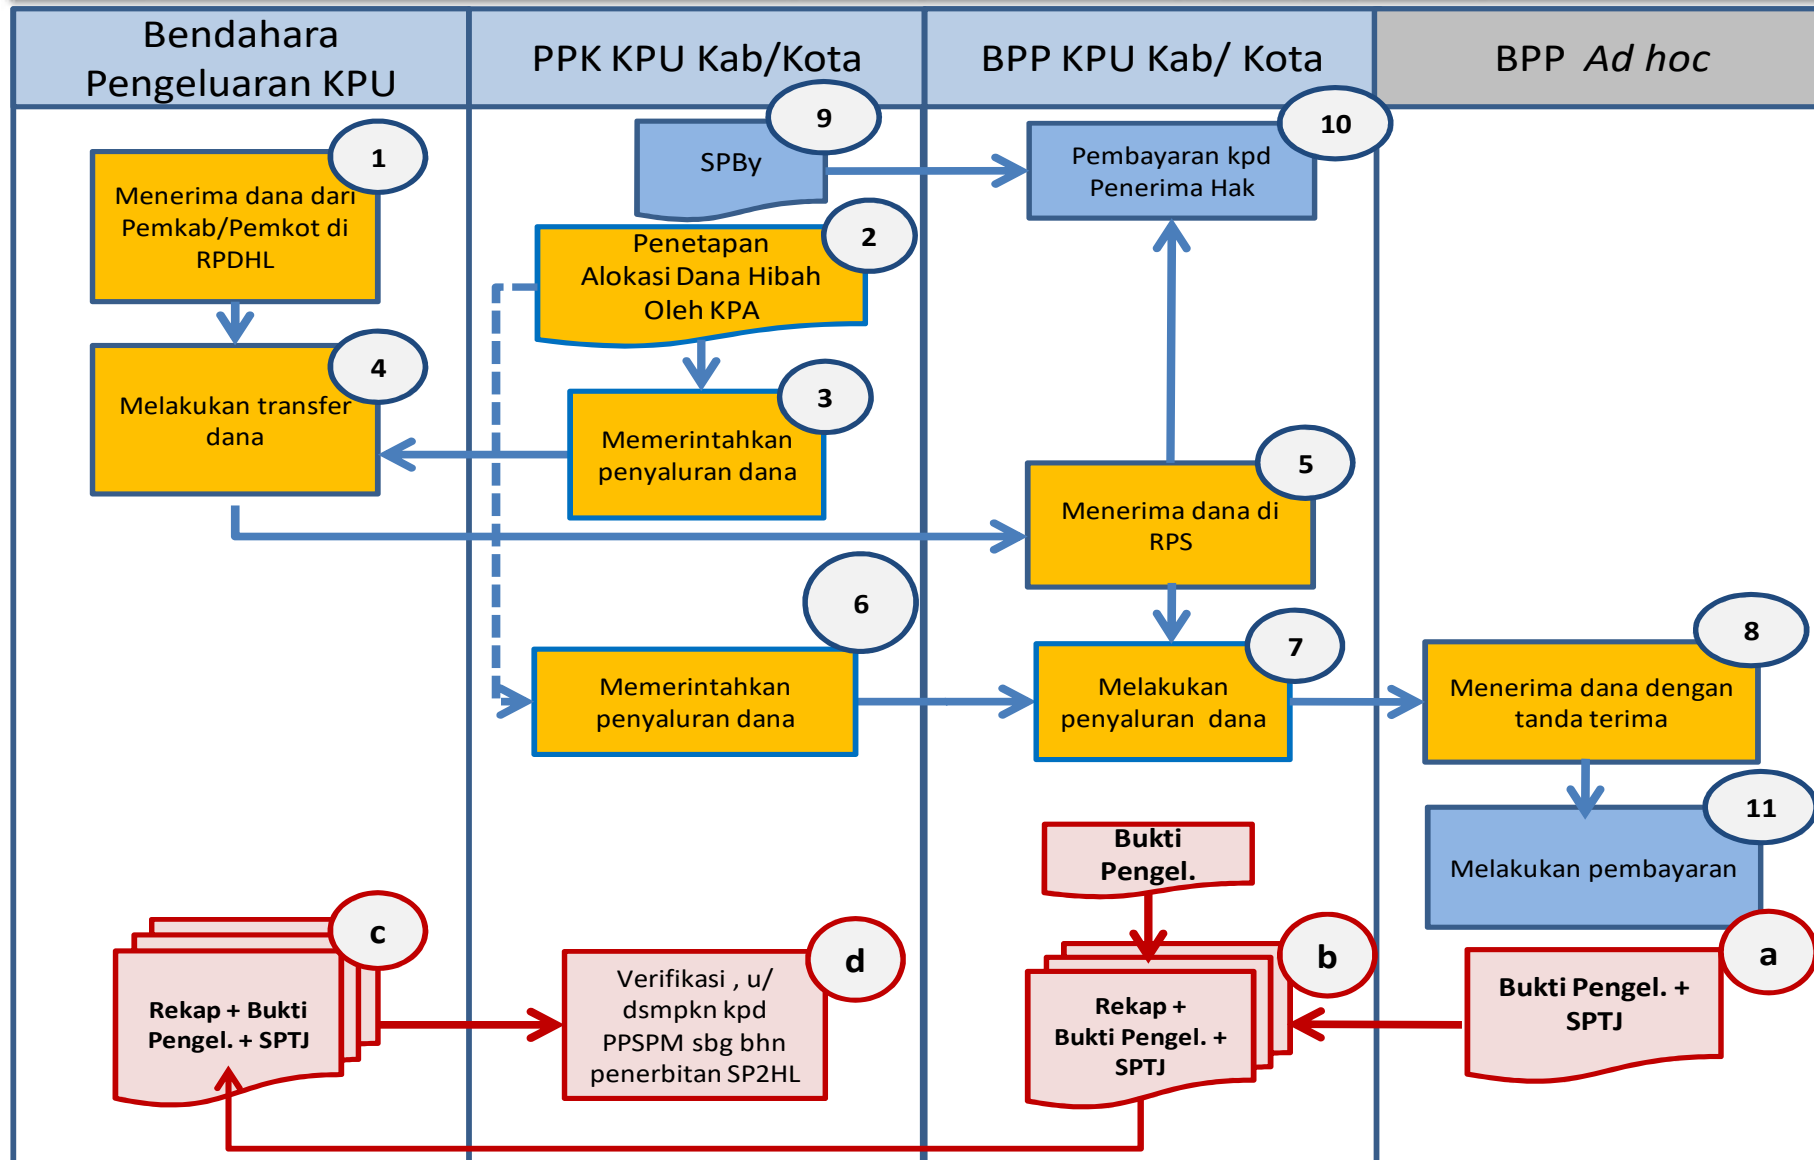 Bendahara
Pengeluaran KPU
PPK KPU Kab/Kota
BPP KPU Kab/ Kota
BPP Ad hoc
1
Menerima dana dari
Pemkab/Pemkot di
RPDHL
9
SPBy
10
Pembayaran kpd
Penerima Hak
2
Penetapan
Alokasi Dana Hibah
Oleh KPA
4
Melakukan transfer
dana
3
Memerintahkan
penyaluran dana
5
Menerima dana di
RPS
6
Memerintahkan
penyaluran dana
7
Melakukan
penyaluran dana
8
Menerima dana dengan
tanda terima
11
Melakukan pembayaran
Bukti
Pengel.
c
Rekap + Bukti
Pengel. + SPTJ
d
Verifikasi , u/
dsmpkn kpd
PPSPM sbg bhn
penerbitan SP2HL
b
Rekap +
Bukti Pengel. +
SPTJ
a
Bukti Pengel. +
SPTJ